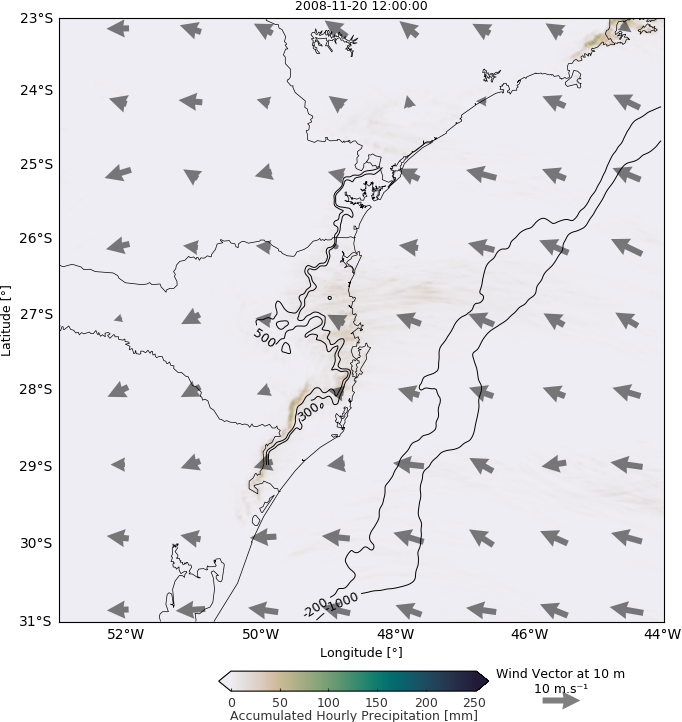 2008-11-20 12:00:00
23°S
24°S
25°S
26°S
27°S
28°S
29°S
30°S
31°S
Latitude [°]
500
300
-200
-1000
52°W 50°W 48°W 46°W 44°W
Longitude [°]
0 50 100 150 200 250
Accumulated Hourly Precipitation [mm]
Wind Vector at 10 m
10 m.s⁻¹